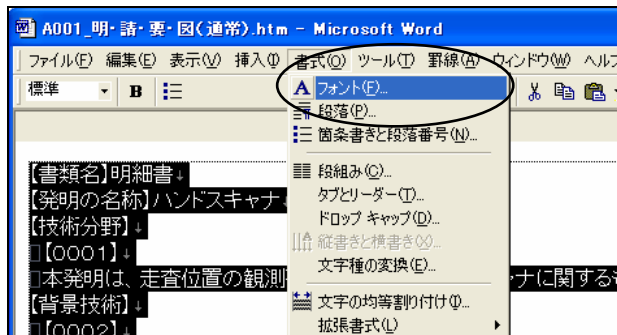 A001_明・請・要・図(通常).htm - Microsoft Word
ファイル(F) 編集(E) 表示(V) 挿入(I) 書式(O) ツール(T) 罫線(A) ウィンドウ(W) ヘル
標準 B
フォント(F)...
段落(P)...
箇条書きと段落番号(N)...
段組み(C)...
タブとリーダー(T)...
ドロップ キャップ(D)...
縦書きと横書き(X)...
文字種の変換(E)...
文字の均等割り付け(I)...
拡張書式(L)
【書類名】明細書↓
【発明の名称】ハンドスキャナ
【技術分野】↓
【0001】↓
本発明は、走査位置の観測 ャナに関する
【背景技術】↓
【0002】↓